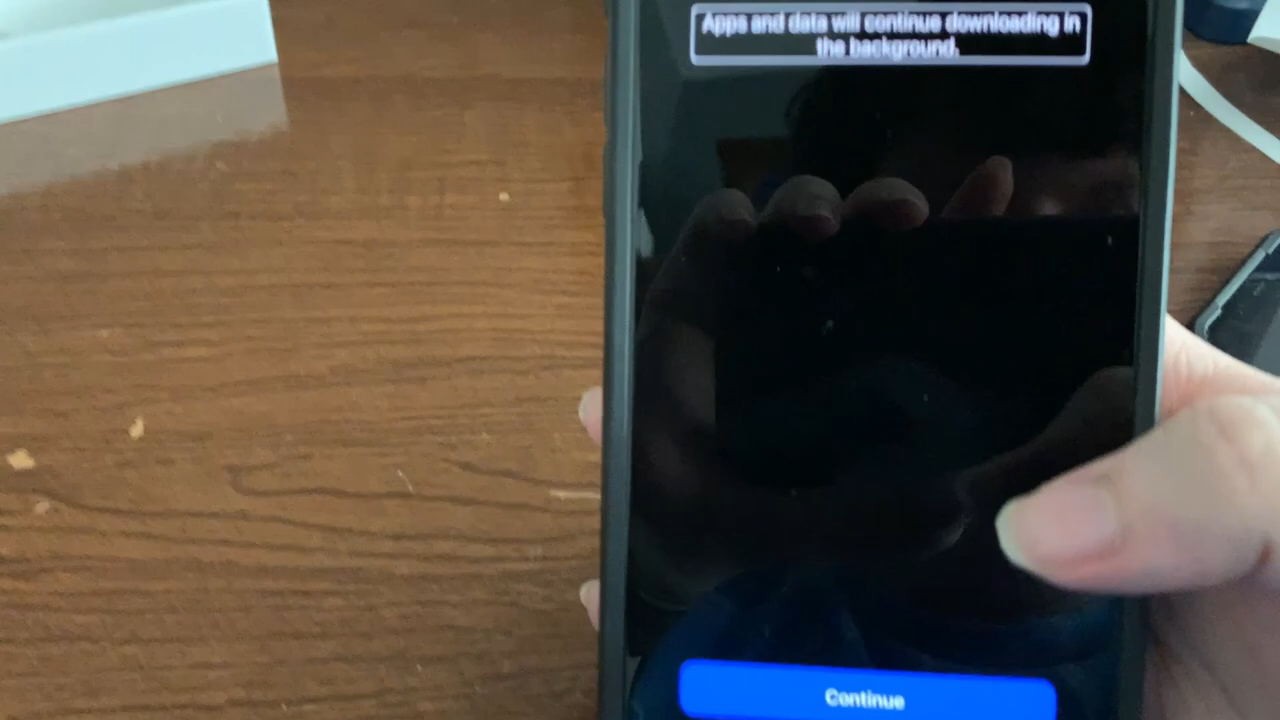 Apps and data will continue downloading in
the background.
Continue